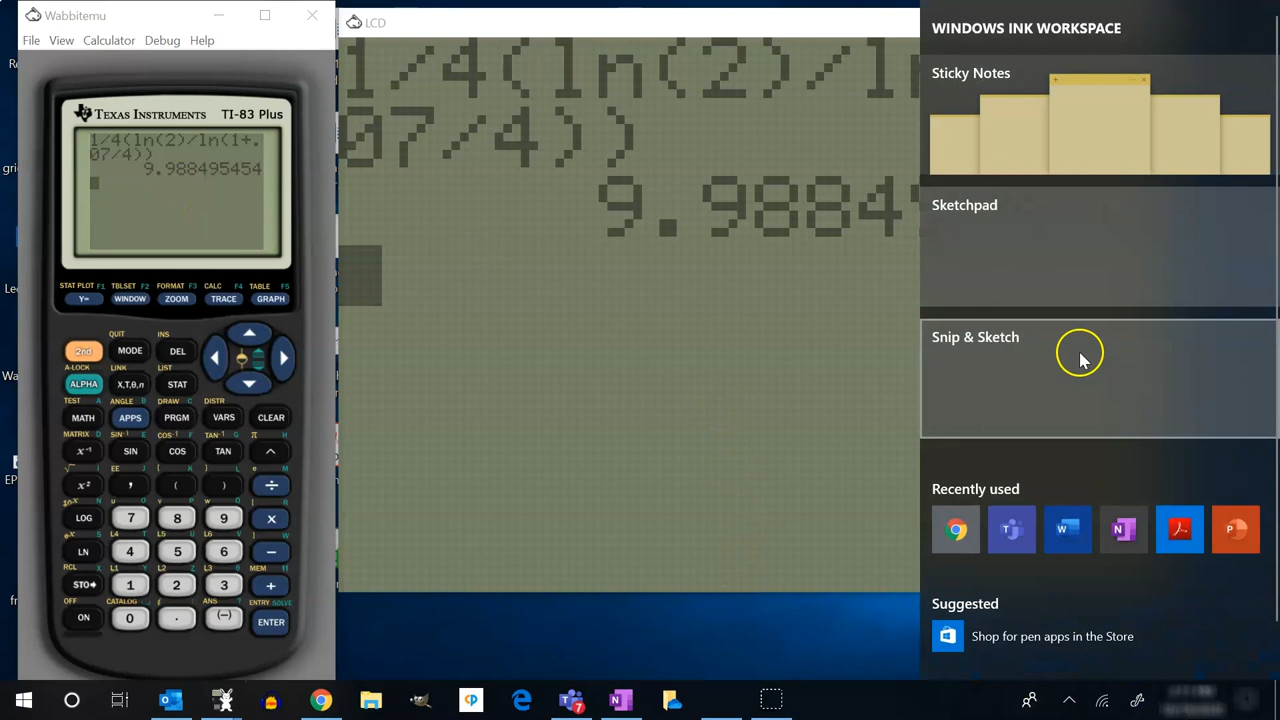 Wabbitemu
File View Calculator Debug Help
TEXAS INSTRUMENTS TI-83 Plus
1/4(ln(2)/ln(1+.
07/4))
9.988495454
STAT PLOT F1 TBLSET F2 FORMAT F3 CALC F4 TABLE F5
Y= WINDOW ZOOM TRACE GRAPH
QUIT INS
2nd MODE DEL
A-LOCK LINK LIST
ALPHA X,T,θ,n STAT
TEST A ANGLE B DRAW C DISTR
MATH APPS PRGM VARS CLEAR
MATRIX D SIN⁻¹ E COS⁻¹ F TAN⁻¹ G π H
x⁻¹ SIN COS TAN ^
√ I EE J { K } L e M
x² , ( ) ÷
10ˣ N u O v P w Q [ R
LOG 7 8 9 x
eˣ S L4 T L5 U L6 V ] W
LN 4 5 6 −
RCL X L1 Y L2 Z L3 θ MEM "
STO➔ 1 2 3 +
OFF CATALOG ANS ? ENTRY SOLVE
ON 0 . (−) ENTER
LCD
1/4(ln(2)/ln
07/4))
9.9884
WINDOWS INK WORKSPACE
Sticky Notes
Sketchpad
Snip & Sketch
Recently used
Suggested
Shop for pen apps in the Store
7